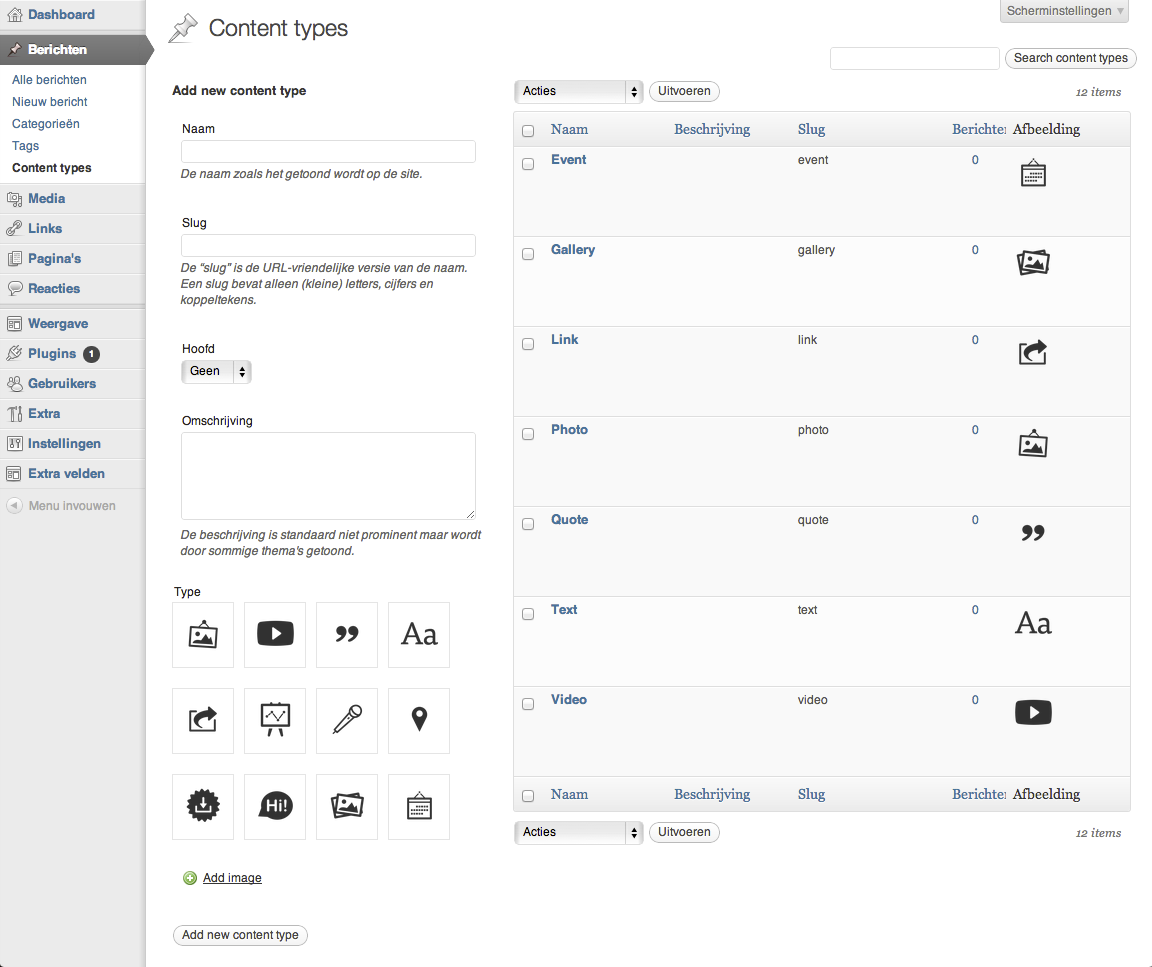 Dashboard
Berichten
Alle berichten
Nieuw bericht
Categorieën
Tags
Content types
Media
Links
Pagina's
Reacties
Weergave
Plugins 1
Gebruikers
Extra
Instellingen
Extra velden
Menu invouwen
Scherminstellingen
Content types
Search content types
Add new content type
Naam
De naam zoals het getoond wordt op de site.
Slug
De “slug” is de URL-vriendelijke versie van de naam.
Een slug bevat alleen (kleine) letters, cijfers en
koppeltekens.
Hoofd
Geen
Omschrijving
De beschrijving is standaard niet prominent maar wordt
door sommige thema's getoond.
Type
Aa
Hi!
Add image
Add new content type
Acties Uitvoeren 12 items
Naam Beschrijving Slug Berichten Afbeelding
Event event 0
Gallery gallery 0
Link link 0
Photo photo 0
Quote quote 0
Text text 0 Aa
Video video 0
Naam Beschrijving Slug Berichten Afbeelding
Acties Uitvoeren 12 items